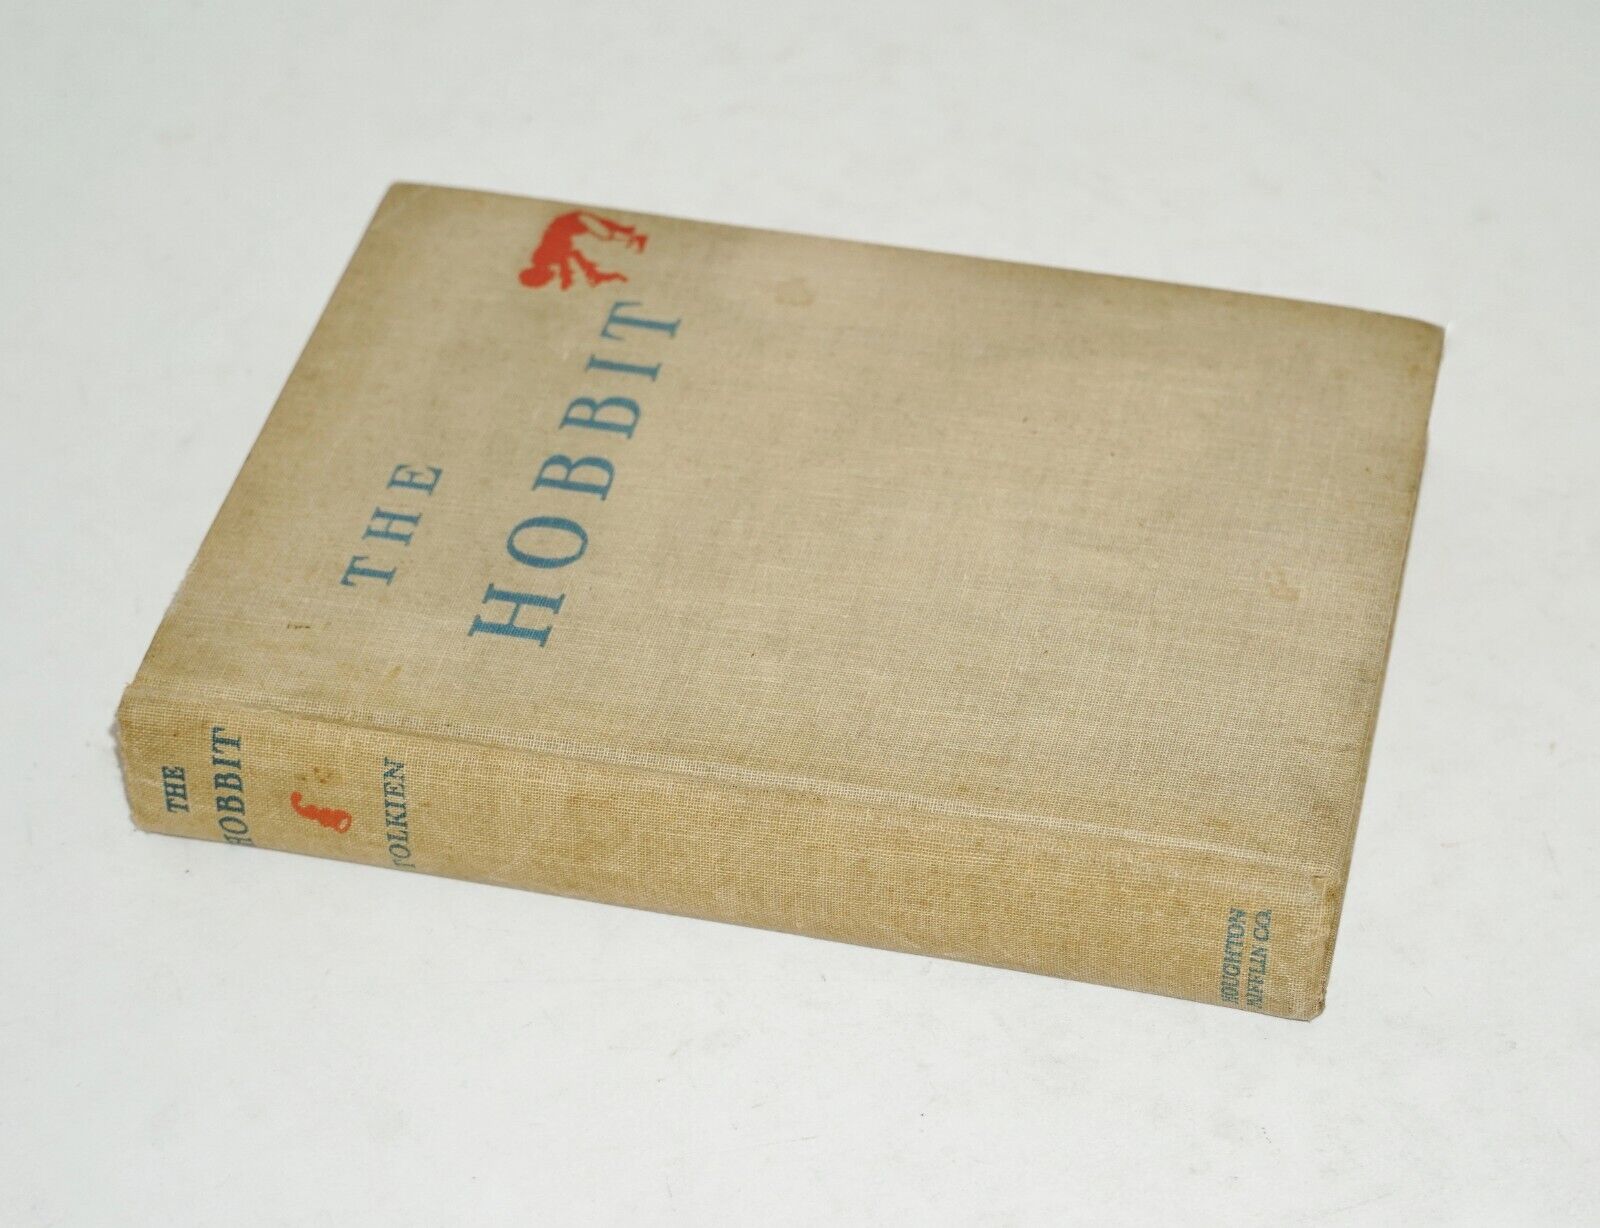 THE
HOBBIT
THE
HOBBIT
TOLKIEN
HOUGHTON
MIFFLIN CO.